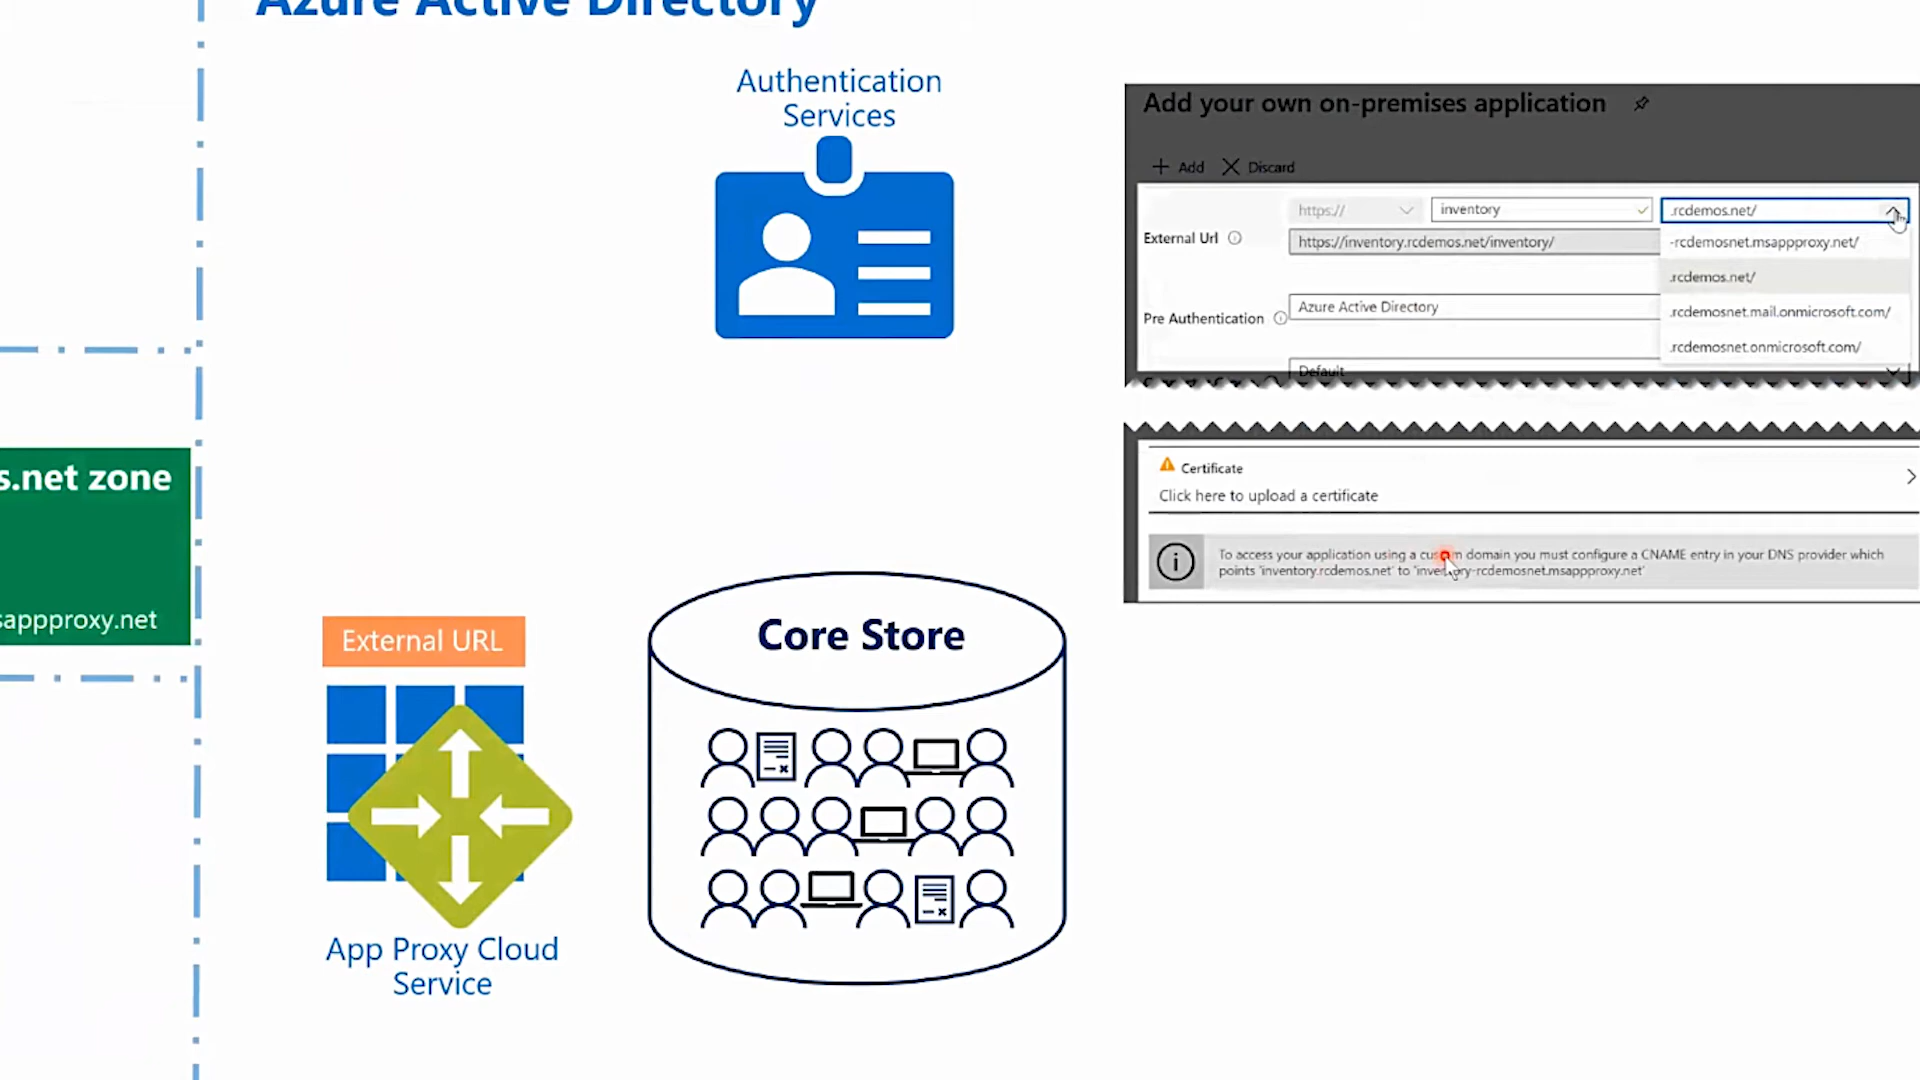 Azure Active Directory
Authentication
Services
Add your own on-premises application
Add Discard
https:// inventory .rcdemos.net/
External Url https://inventory.rcdemos.net/inventory/ -rcdemosnet.msappproxy.net/
.rcdemos.net/
Pre Authentication Azure Active Directory .rcdemosnet.mail.onmicrosoft.com/
.rcdemosnet.onmicrosoft.com/
Default
s.net zone
sappproxy.net
Certificate
Click here to upload a certificate
To access your application using a custom domain you must configure a CNAME entry in your DNS provider which
points 'inventory.rcdemos.net' to 'inventory-rcdemosnet.msappproxy.net'
External URL
Core Store
App Proxy Cloud
Service